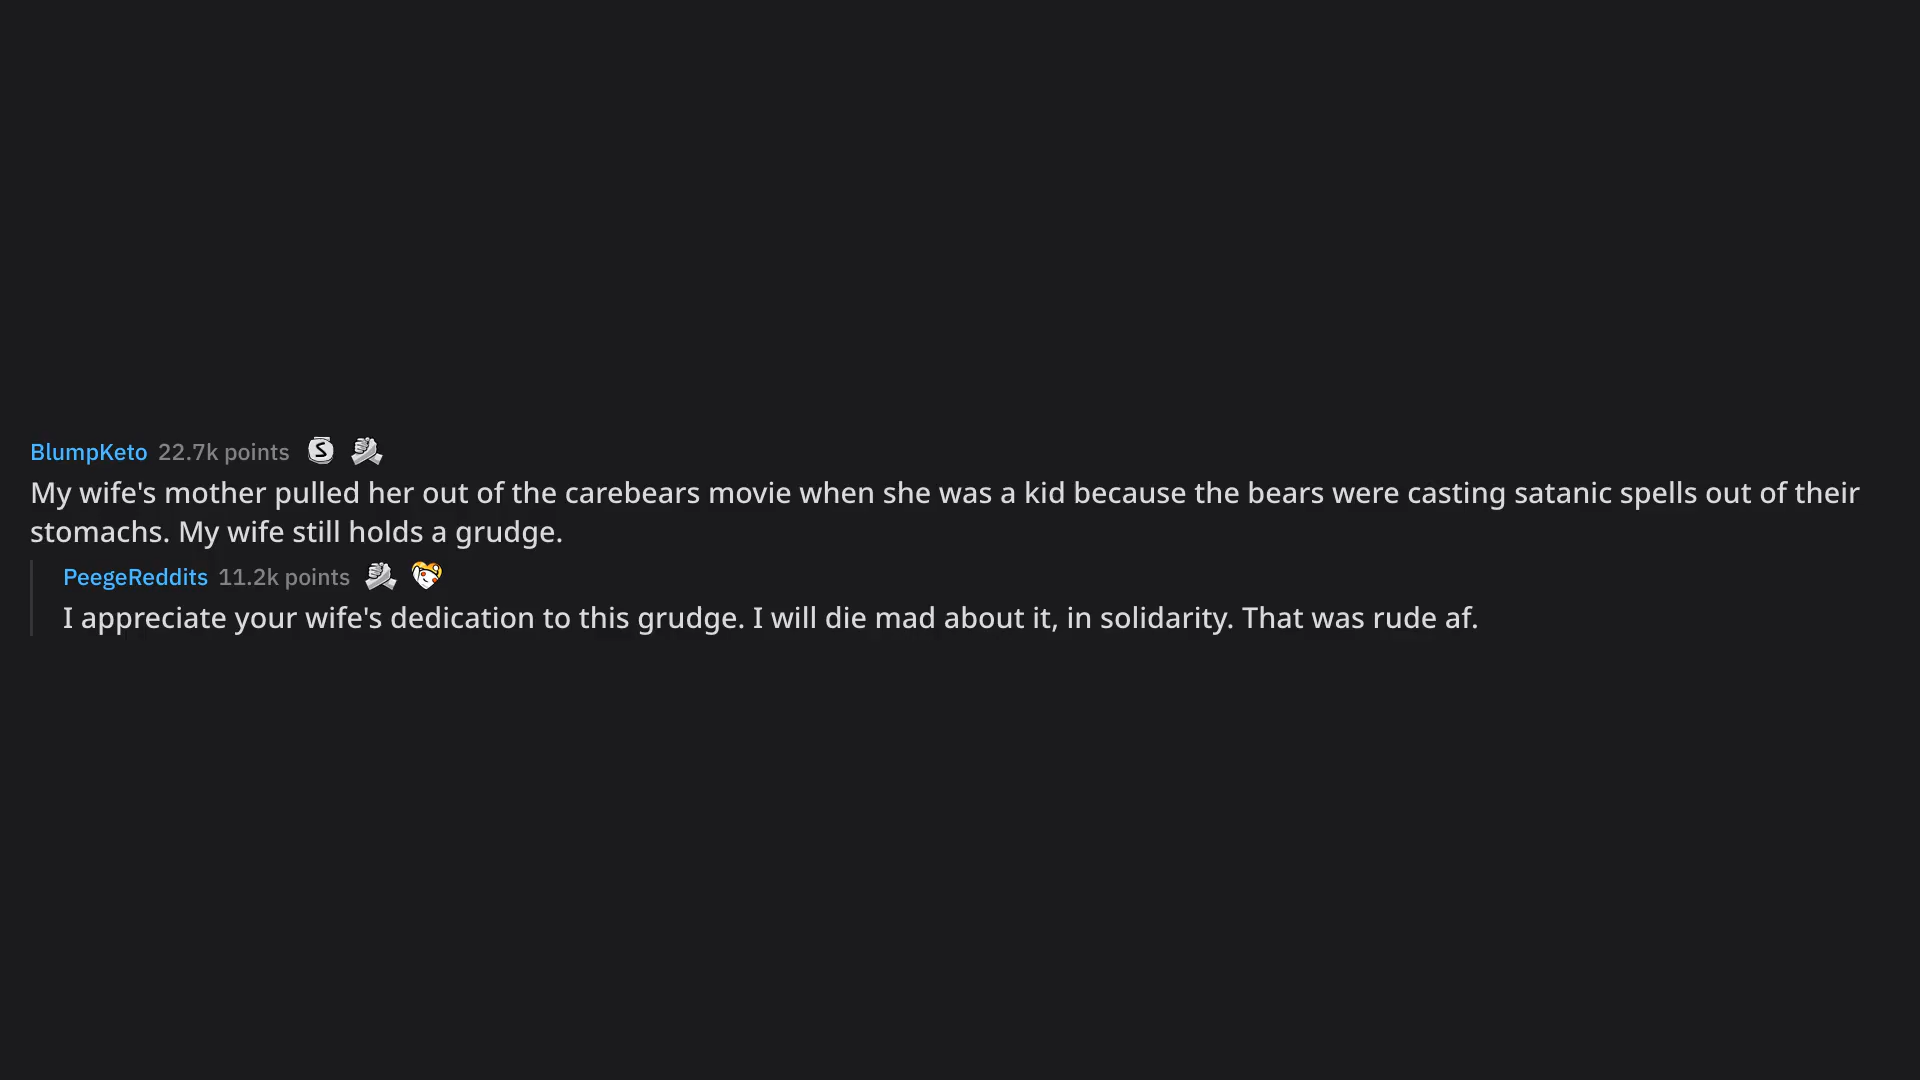 BlumpKeto 22.7k points
My wife's mother pulled her out of the carebears movie when she was a kid because the bears were casting satanic spells out of their
stomachs. My wife still holds a grudge.
PeegeReddits 11.2k points
I appreciate your wife's dedication to this grudge. I will die mad about it, in solidarity. That was rude af.